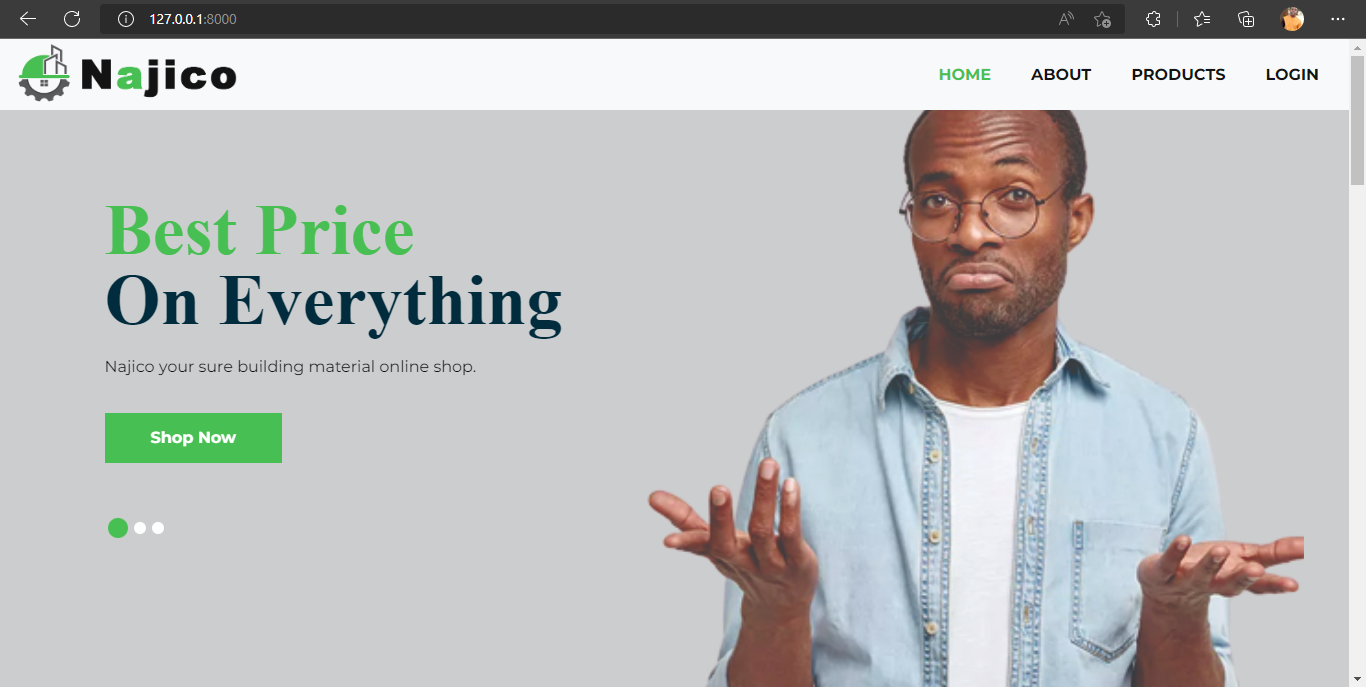 127.0.0.1:8000
Najico
HOME ABOUT PRODUCTS LOGIN
Best Price
On Everything
Najico your sure building material online shop.
Shop Now